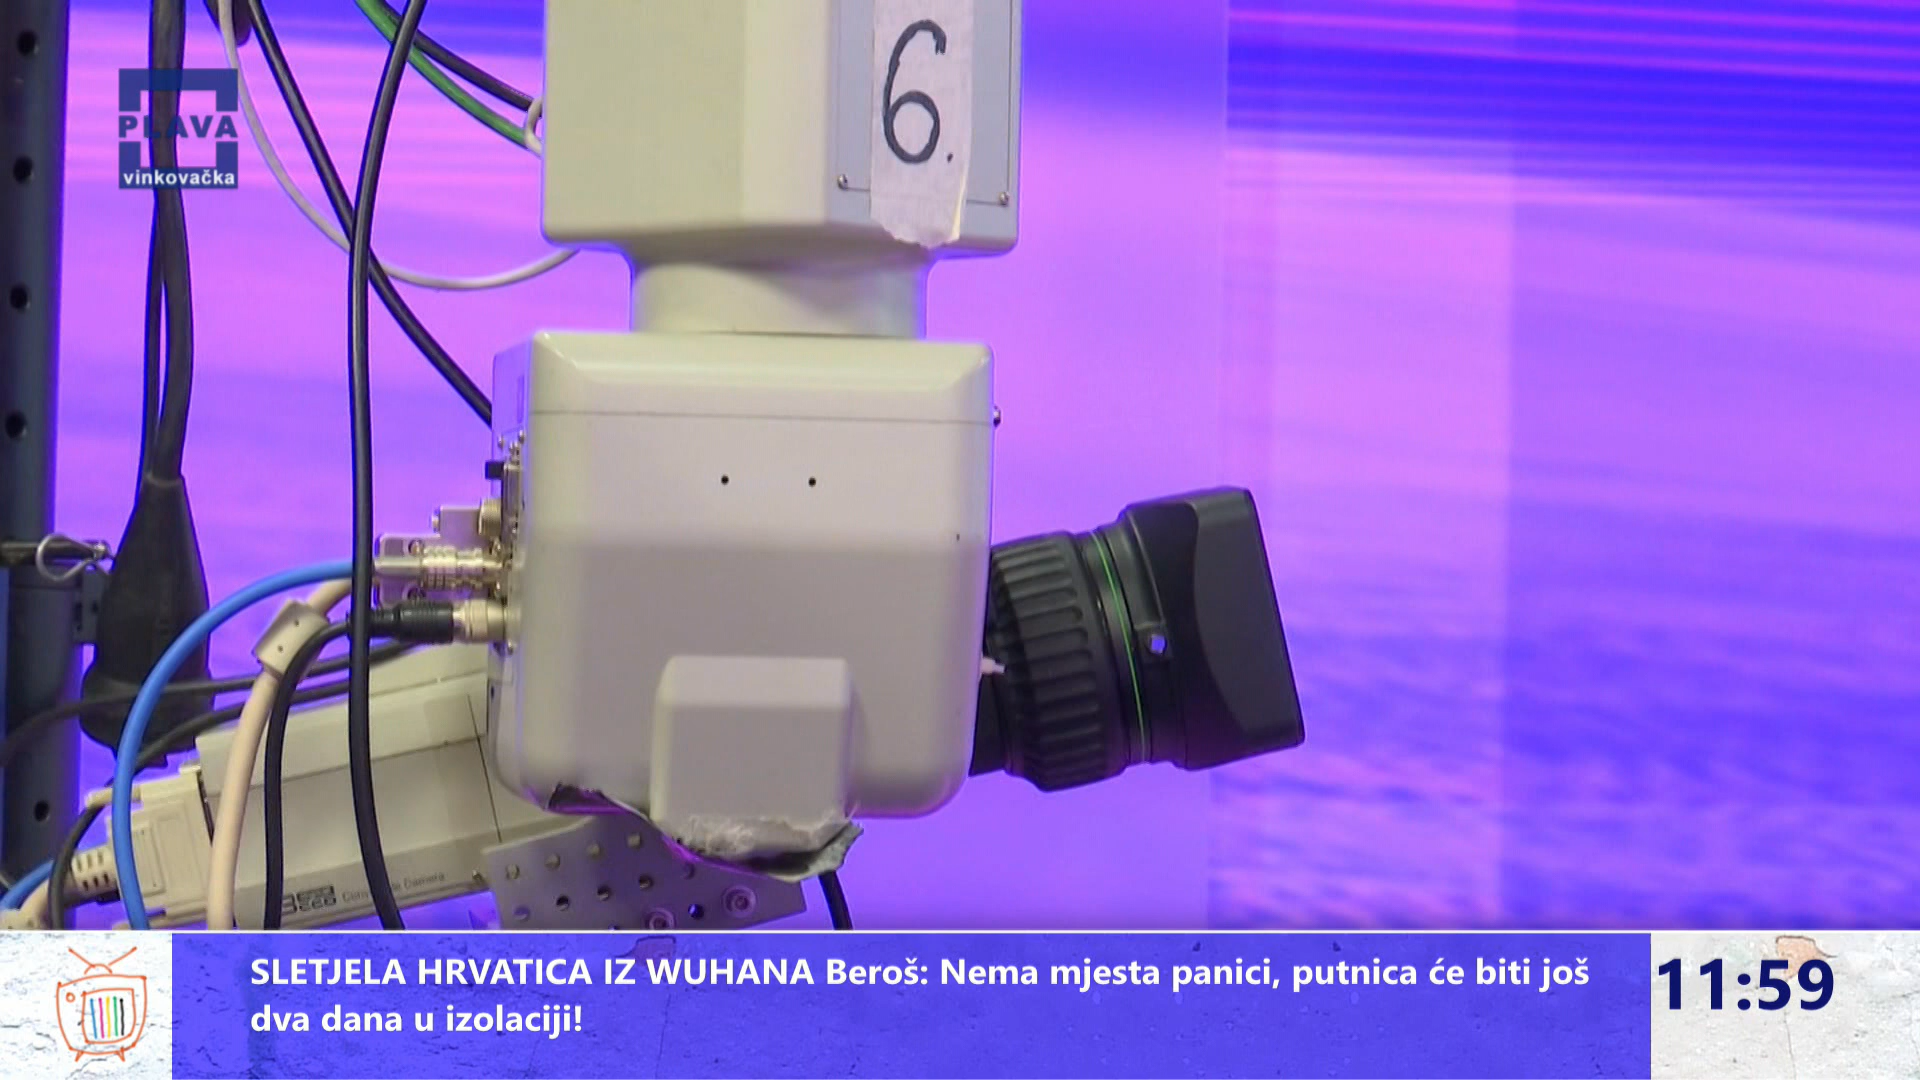 6.
PLAVA
vinkovačka
SLETJELA HRVATICA IZ WUHANA Beroš: Nema mjesta panici, putnica će biti još
dva dana u izolaciji!
11:59